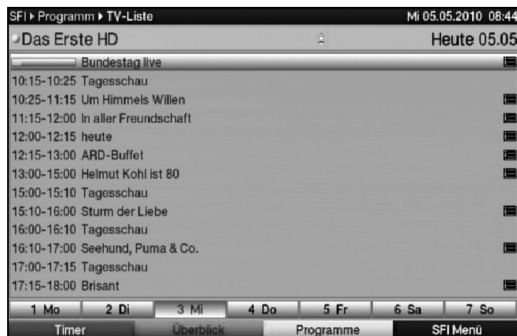 SFI ▸ Programm ▸ TV-Liste Mi 05.05.2010 08:44
Das Erste HD Heute 05.05
Bundestag live
10:15-10:25 Tagesschau
10:25-11:15 Um Himmels Willen
11:15-12:00 In aller Freundschaft
12:00-12:15 heute
12:15-13:00 ARD-Buffet
13:00-15:00 Helmut Kohl ist 80
15:00-15:10 Tagesschau
15:10-16:00 Sturm der Liebe
16:00-16:10 Tagesschau
16:10-17:00 Seehund, Puma & Co.
17:00-17:15 Tagesschau
17:15-18:00 Brisant
1 Mo 2 Di 3 Mi 4 Do 5 Fr 6 Sa 7 So
Timer Überblick Programme SFI Menü